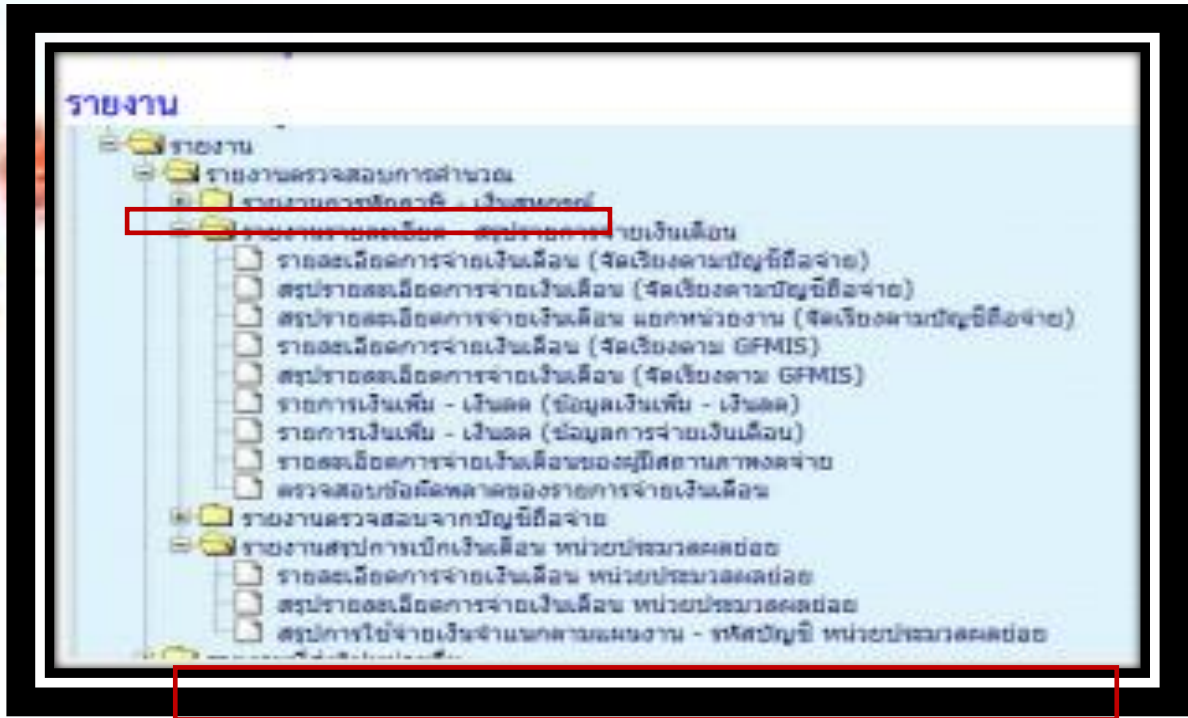 รายงาน
รายงาน
รายงานตรวจสอบการคำนวณ
รายงานการหักภาษี - เงินสหกรณ์
รายงานรายละเอียด - สรุปรายการจ่ายเงินเดือน
รายละเอียดการจ่ายเงินเดือน (จัดเรียงตามบัญชีถือจ่าย)
สรุปรายละเอียดการจ่ายเงินเดือน (จัดเรียงตามบัญชีถือจ่าย)
สรุปรายละเอียดการจ่ายเงินเดือน แยกหน่วยงาน (จัดเรียงตามบัญชีถือจ่าย)
รายละเอียดการจ่ายเงินเดือน (จัดเรียงตาม GFMIS)
สรุปรายละเอียดการจ่ายเงินเดือน (จัดเรียงตาม GFMIS)
รายการเงินเพิ่ม - เงินลด (ข้อมูลเงินเพิ่ม - เงินลด)
รายการเงินเพิ่ม - เงินลด (ข้อมูลการจ่ายเงินเดือน)
รายละเอียดการจ่ายเงินเดือนของผู้มีสถานภาพงดจ่าย
ตรวจสอบข้อผิดพลาดของรายการจ่ายเงินเดือน
รายงานตรวจสอบจากบัญชีถือจ่าย
รายงานสรุปการเบิกเงินเดือน หน่วยประมวลผลย่อย
รายละเอียดการจ่ายเงินเดือน หน่วยประมวลผลย่อย
สรุปรายละเอียดการจ่ายเงินเดือน หน่วยประมวลผลย่อย
สรุปการใช้จ่ายเงินจำแนกตามแผนงาน - รหัสบัญชี หน่วยประมวลผลย่อย